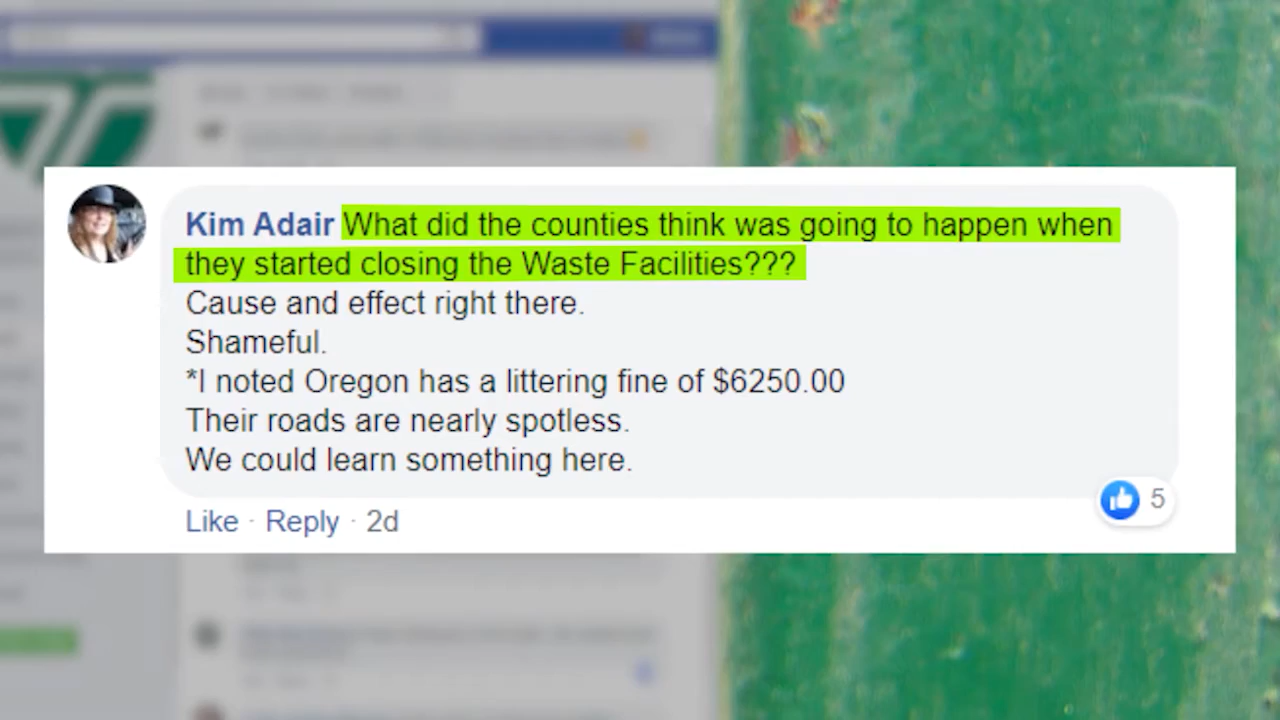 Kim Adair What did the counties think was going to happen when
they started closing the Waste Facilities???
Cause and effect right there.
Shameful.
*I noted Oregon has a littering fine of $6250.00
Their roads are nearly spotless.
We could learn something here.
5
Like · Reply · 2d